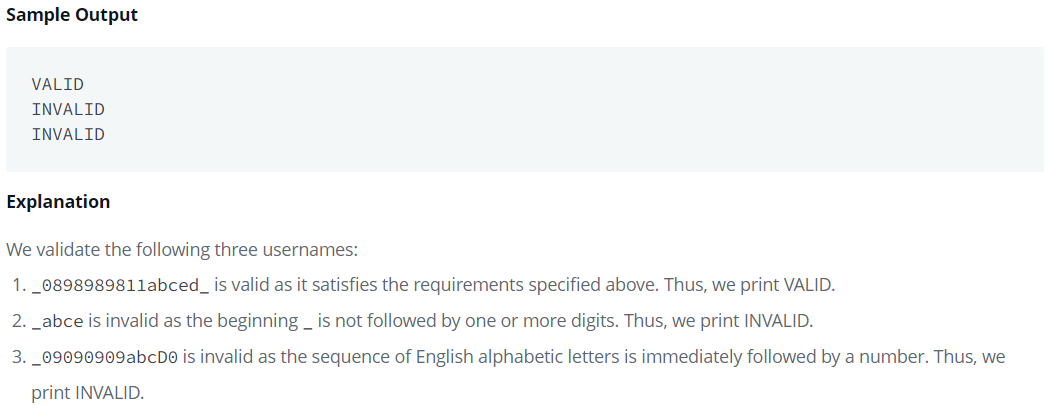 Sample Output
VALID
INVALID
INVALID
Explanation
We validate the following three usernames:
1. _0898989811abced_ is valid as it satisfies the requirements specified above. Thus, we print VALID.
2. _abce is invalid as the beginning _ is not followed by one or more digits. Thus, we print INVALID.
3. _09090909abcD0 is invalid as the sequence of English alphabetic letters is immediately followed by a number. Thus, we
print INVALID.